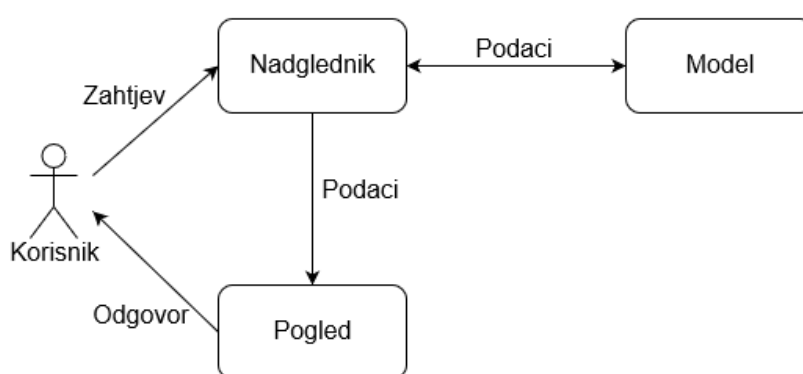 Nadglednik
Podaci
Model
Zahtjev
Podaci
Korisnik
Odgovor
Pogled